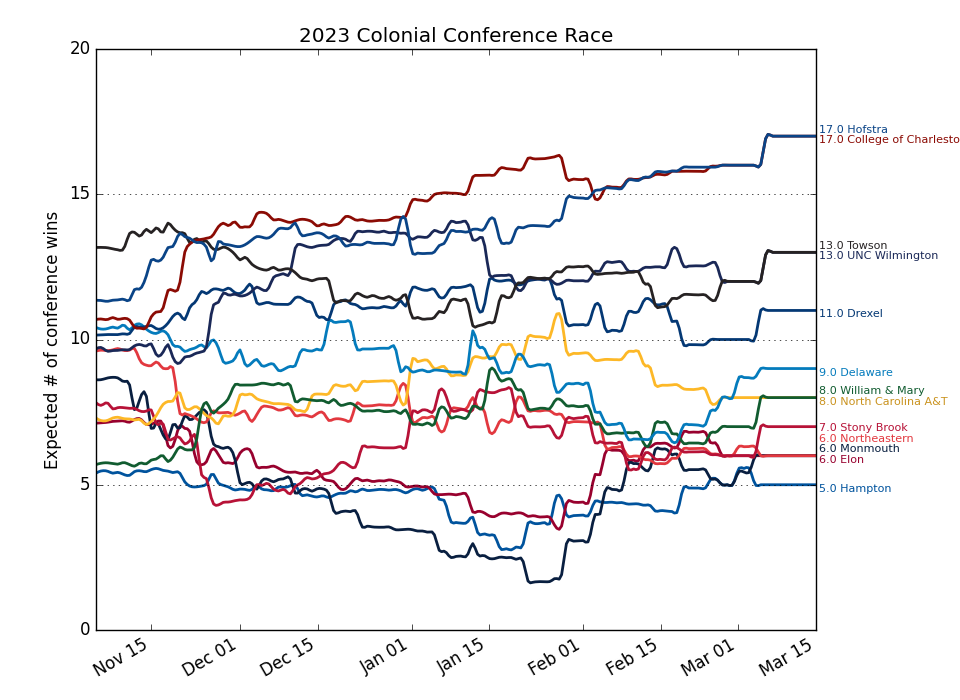 2023 Colonial Conference Race
Expected # of conference wins
20
15
10
5
0
Nov 15
Dec 01
Dec 15
Jan 01
Jan 15
Feb 01
Feb 15
Mar 01
Mar 15
17.0 Hofstra
17.0 College of Charlesto
13.0 Towson
13.0 UNC Wilmington
11.0 Drexel
9.0 Delaware
8.0 William & Mary
8.0 North Carolina A&T
7.0 Stony Brook
6.0 Northeastern
6.0 Monmouth
6.0 Elon
5.0 Hampton